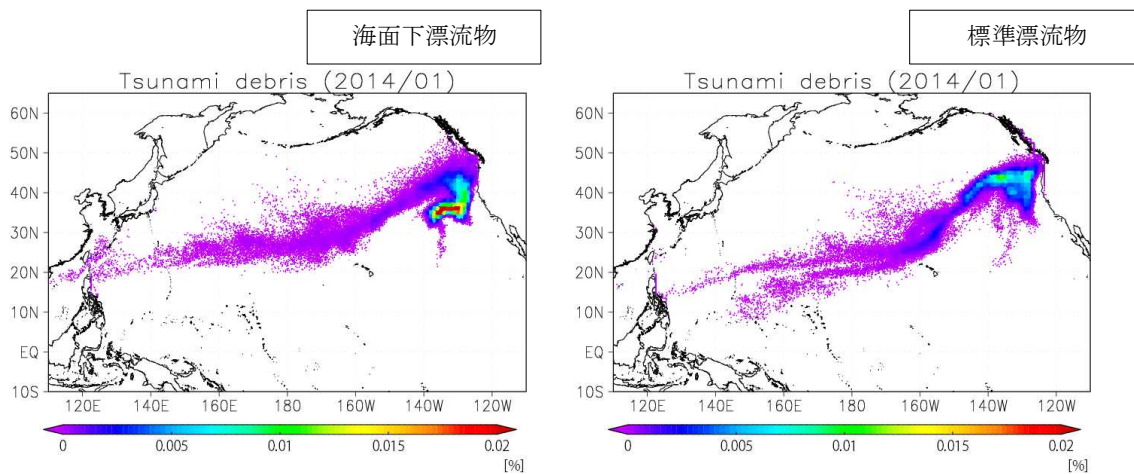 海面下漂流物
標準漂流物
Tsunami debris (2014/01)
60N
50N
40N
30N
20N
10N
EQ
10S
120E
140E
160E
180
160W
140W
120W
0
0.005
0.01
0.015
0.02
[%]
Tsunami debris (2014/01)
60N
50N
40N
30N
20N
10N
EQ
10S
120E
140E
160E
180
160W
140W
120W
0
0.005
0.01
0.015
0.02
[%]